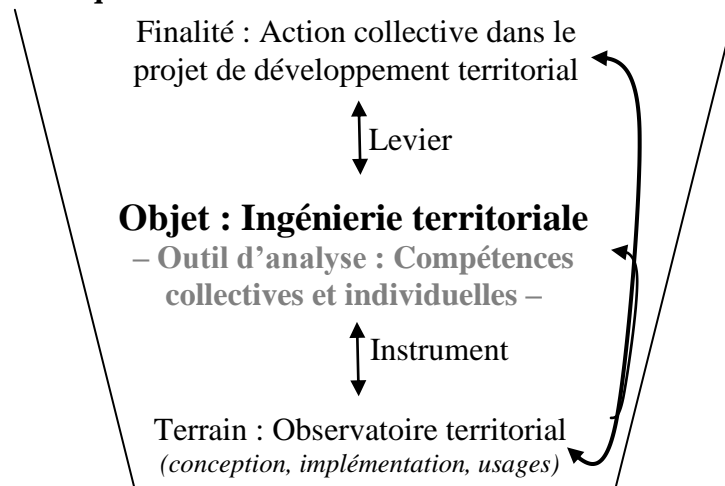 Finalité : Action collective dans le
projet de développement territorial
Levier
Objet : Ingénierie territoriale
– Outil d’analyse : Compétences
collectives et individuelles –
Instrument
Terrain : Observatoire territorial
(conception, implémentation, usages)